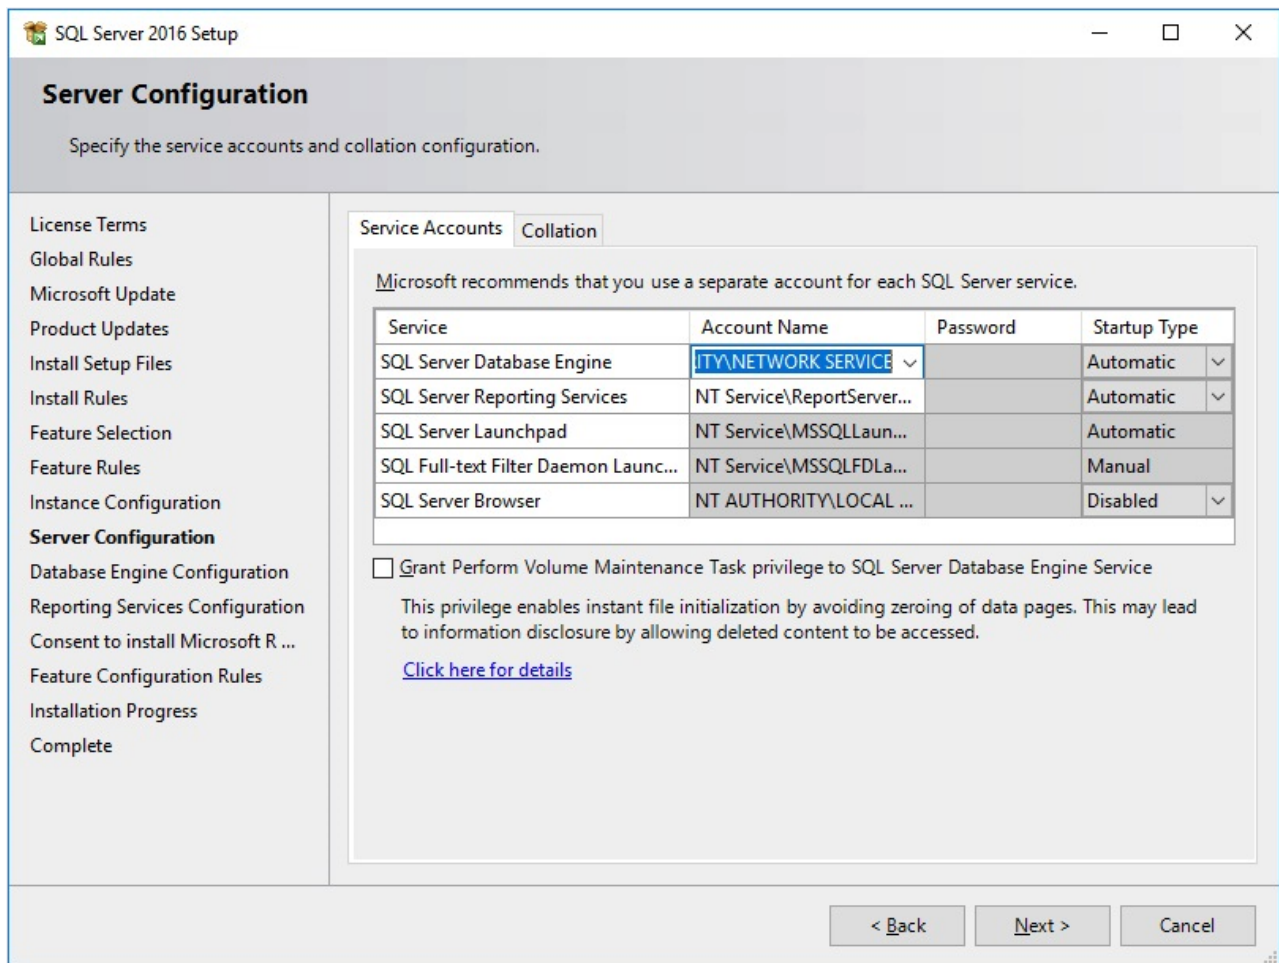 SQL Server 2016 Setup
Server Configuration
Specify the service accounts and collation configuration.
License Terms
Global Rules
Microsoft Update
Product Updates
Install Setup Files
Install Rules
Feature Selection
Feature Rules
Instance Configuration
Server Configuration
Database Engine Configuration
Reporting Services Configuration
Consent to install Microsoft R ...
Feature Configuration Rules
Installation Progress
Complete
Service Accounts Collation
Microsoft recommends that you use a separate account for each SQL Server service.
Service Account Name Password Startup Type
SQL Server Database Engine ITY\NETWORK SERVICE Automatic
SQL Server Reporting Services NT Service\ReportServer... Automatic
SQL Server Launchpad NT Service\MSSQLLaun... Automatic
SQL Full-text Filter Daemon Launc... NT Service\MSSQLFDLa... Manual
SQL Server Browser NT AUTHORITY\LOCAL ... Disabled
Grant Perform Volume Maintenance Task privilege to SQL Server Database Engine Service
This privilege enables instant file initialization by avoiding zeroing of data pages. This may lead
to information disclosure by allowing deleted content to be accessed.
Click here for details
< Back Next > Cancel